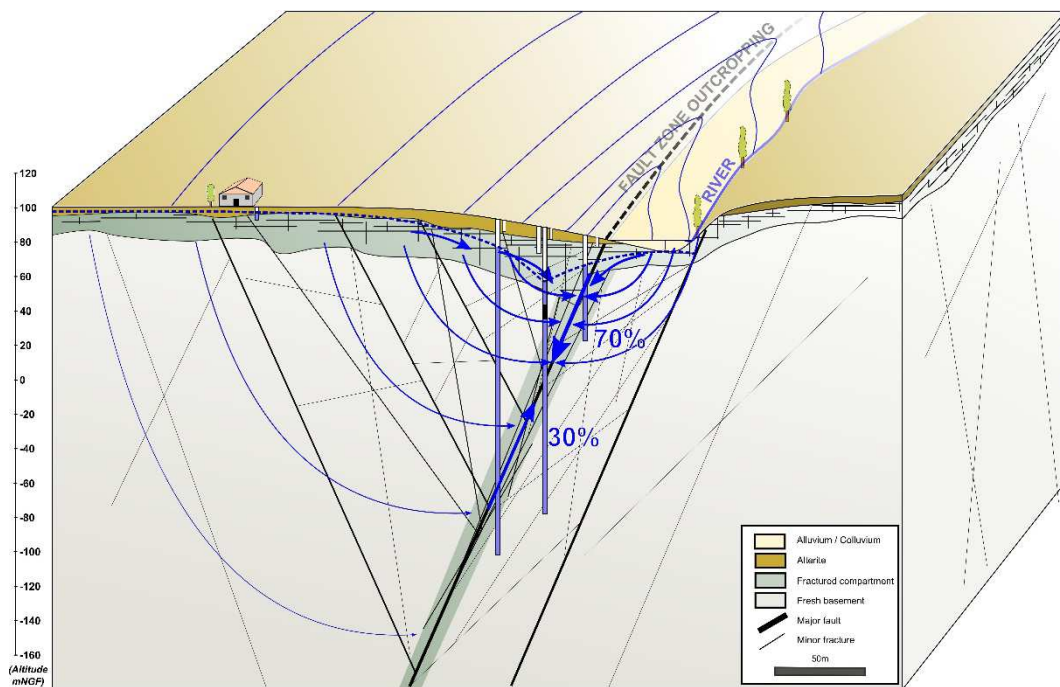 FAULT ZONE OUTCROPPING
RIVER
120
100
80
60
40
20
0
-20
-40
-60
-80
-100
-120
-140
-160
(Altitude
mNGF)
70%
30%
Alluvium / Colluvium
Alterite
Fractured compartment
Fresh basement
Major fault
Minor fracture
50m